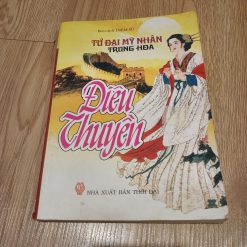 TỨ ĐẠI MỸ NHÂN
TRUNG HOA
Điêu
Thuyền
NHÀ XUẤT BẢN THỜI ĐẠI